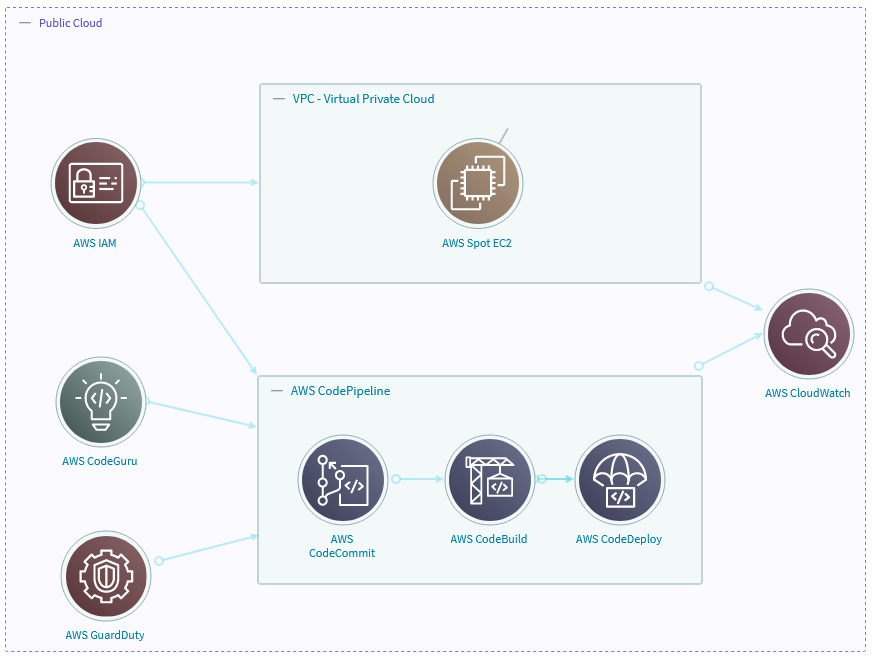 Public Cloud
VPC - Virtual Private Cloud
AWS IAM
AWS Spot EC2
AWS CloudWatch
AWS CodePipeline
AWS CodeGuru
AWS
CodeCommit
AWS CodeBuild
AWS CodeDeploy
AWS GuardDuty